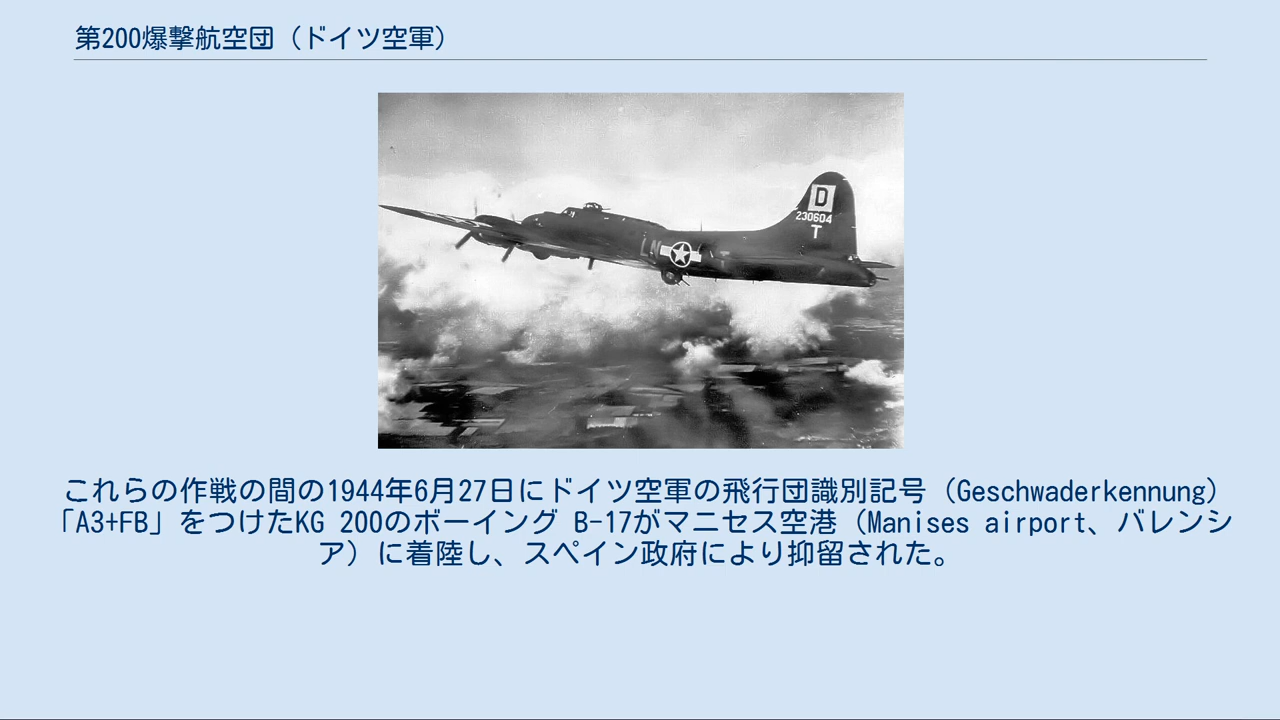 第200爆撃航空団（ドイツ空軍）
D
230604
T
LN
これらの作戦の間の1944年6月27日にドイツ空軍の飛行団識別記号（Geschwaderkennung）
「A3+FB」をつけたKG 200のボーイング B-17がマニセス空港（Manises airport、バレンシ
ア）に着陸し、スペイン政府により抑留された。